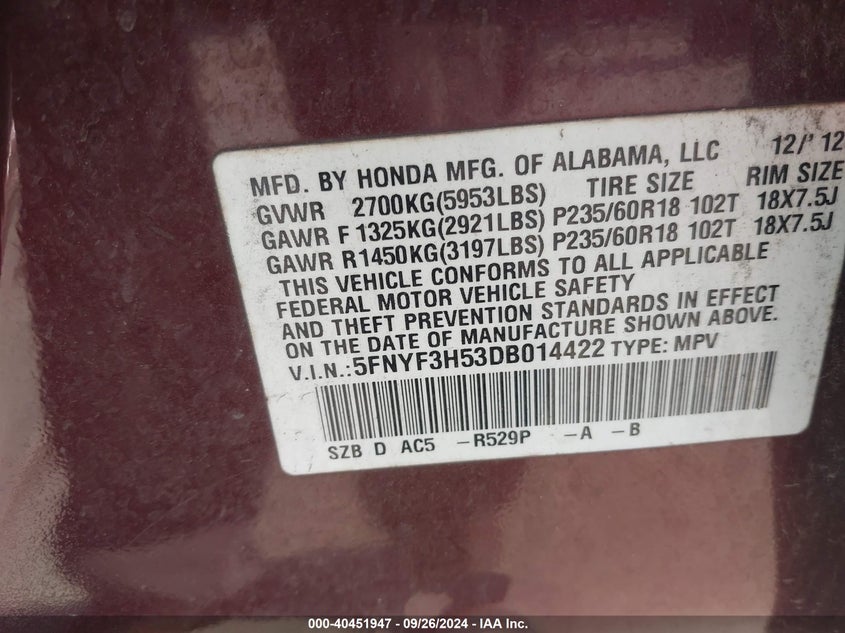 MFD. BY HONDA MFG. OF ALABAMA, LLC 12/'12
GVWR 2700KG(5953LBS) TIRE SIZE RIM SIZE
GAWR F 1325KG(2921LBS) P235/60R18 102T 18X7.5J
GAWR R1450KG(3197LBS) P235/60R18 102T 18X7.5J
THIS VEHICLE CONFORMS TO ALL APPLICABLE
FEDERAL MOTOR VEHICLE SAFETY
AND THEFT PREVENTION STANDARDS IN EFFECT
ON THE DATE OF MANUFACTURE SHOWN ABOVE.
V.I.N.:5FNYF3H53DB014422 TYPE: MPV
SZB D AC5 -R529P -A -B
000-40451947 - 09/26/2024 - IAA Inc.